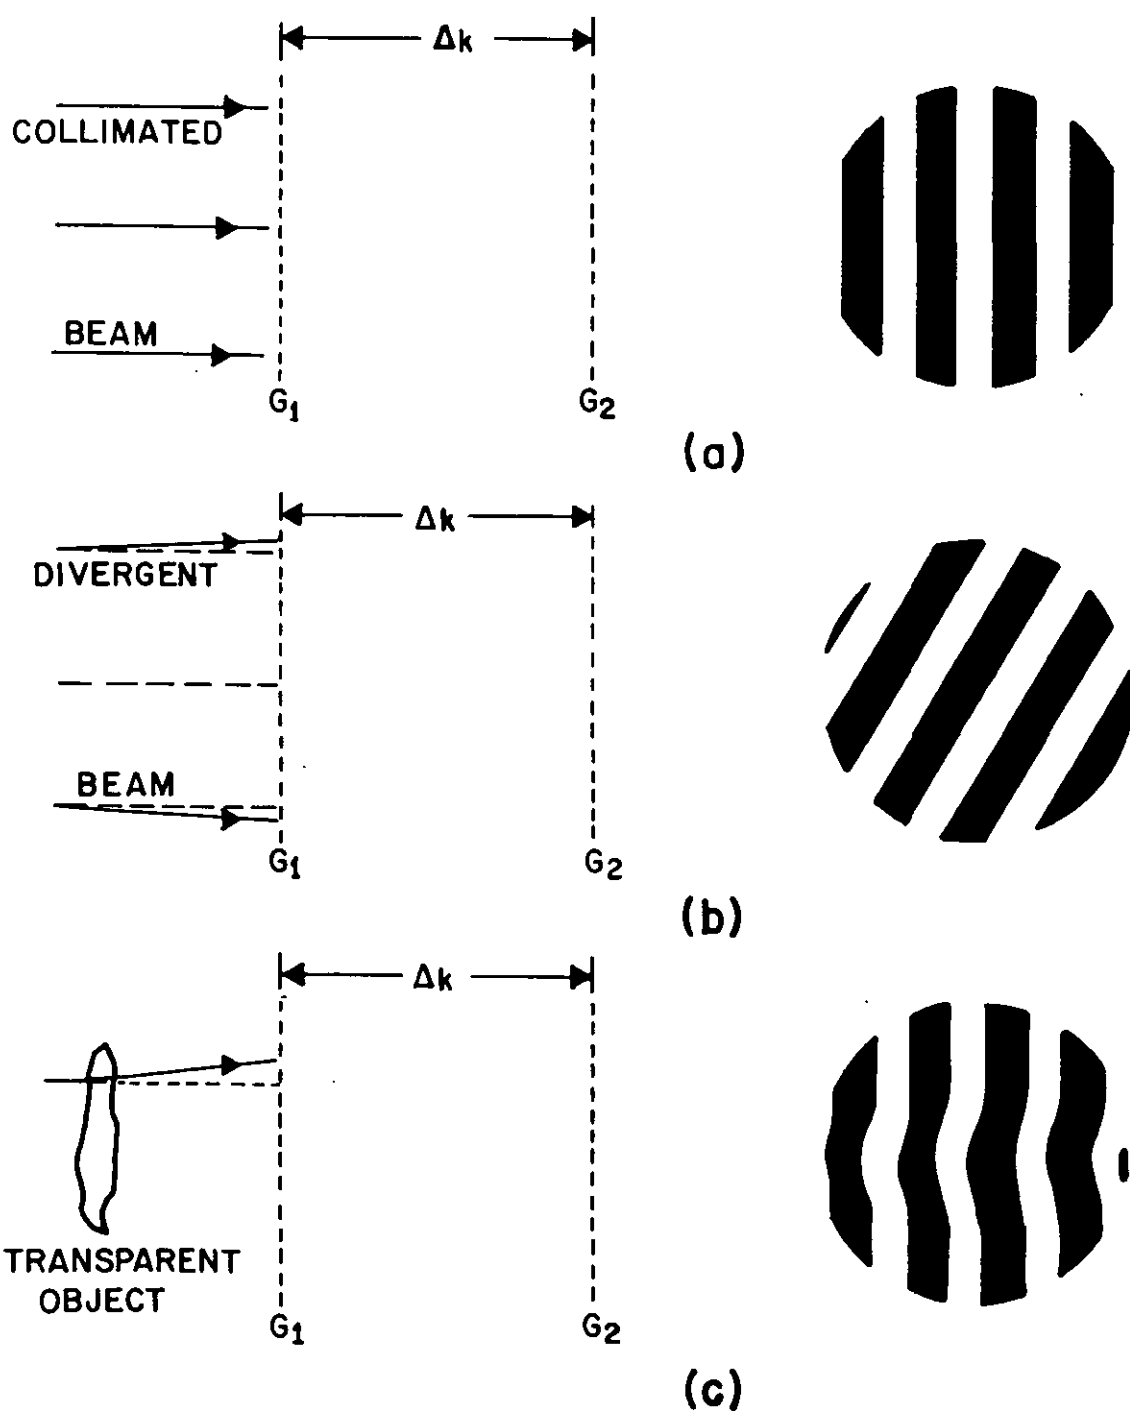 Δk
COLLIMATED
BEAM
G1 G2
(a)
Δk
DIVERGENT
BEAM
G1 G2
(b)
Δk
TRANSPARENT
OBJECT
G1 G2
(c)